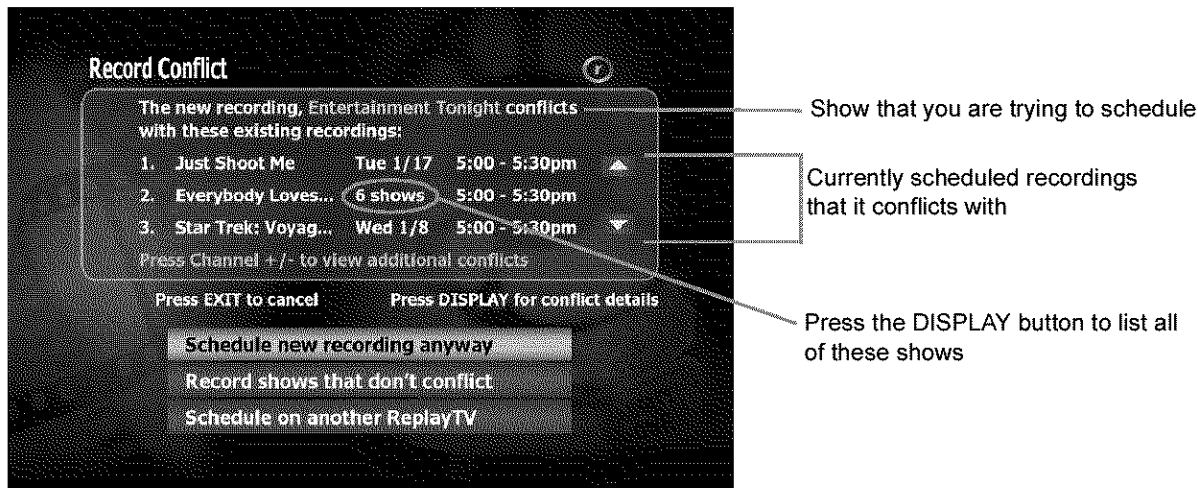 Record Conflict
The new recording, Entertainment Tonight conflicts
with these existing recordings:
1. Just Shoot Me Tue 1/17 5:00 - 5:30pm
2. Everybody Loves... 6 shows 5:00 - 5:30pm
3. Star Trek: Voyag... Wed 1/8 5:00 - 5:30pm
Press Channel +/- to view additional conflicts
Press EXIT to cancel Press DISPLAY for conflict details
Schedule new recording anyway
Record shows that don't conflict
Schedule on another ReplayTV
Show that you are trying to schedule
Currently scheduled recordings
that it conflicts with
Press the DISPLAY button to list all
of these shows